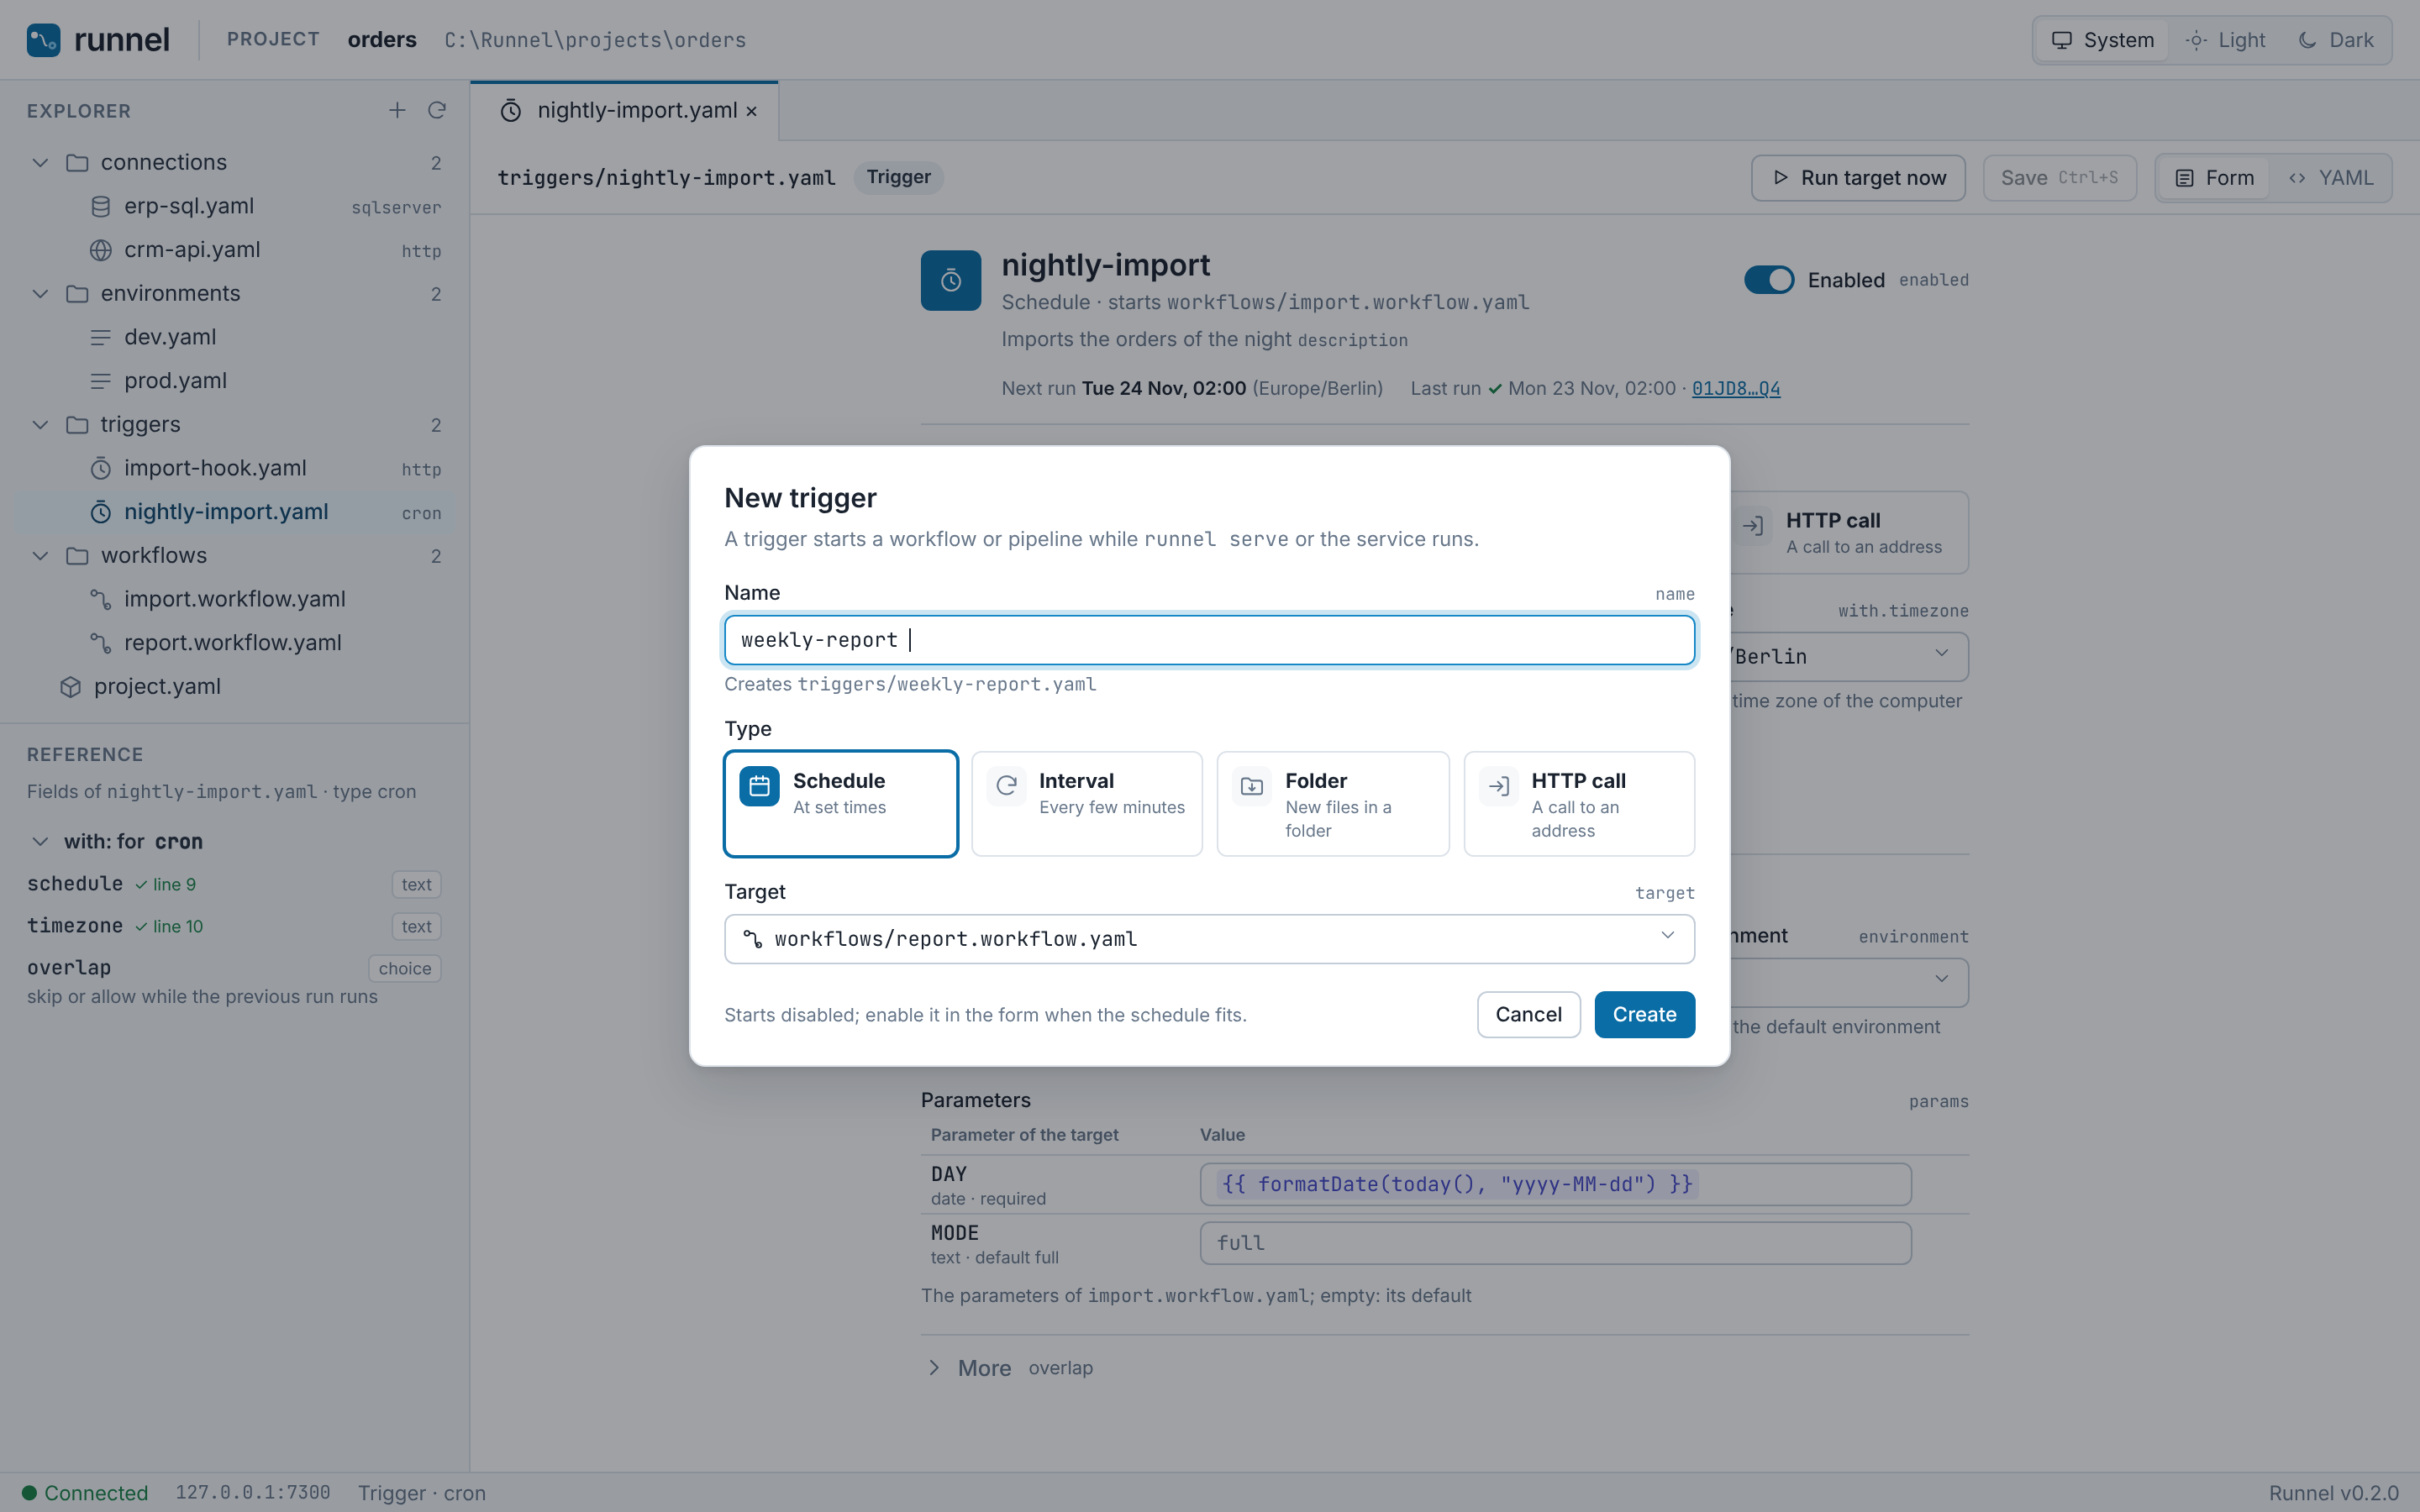 runnel PROJECT orders C:\Runnel\projects\orders System Light Dark
EXPLORER
connections 2
erp-sql.yaml sqlserver
crm-api.yaml http
environments 2
dev.yaml
prod.yaml
triggers 2
import-hook.yaml http
nightly-import.yaml cron
workflows 2
import.workflow.yaml
report.workflow.yaml
project.yaml
REFERENCE
Fields of nightly-import.yaml · type cron
with: for cron
schedule ✓ line 9 text
timezone ✓ line 10 text
overlap choice
skip or allow while the previous run runs
nightly-import.yaml ×
triggers/nightly-import.yaml Trigger Run target now Save Ctrl+S Form YAML
nightly-import
Schedule · starts workflows/import.workflow.yaml
Enabled enabled
Imports the orders of the night description
Next run Tue 24 Nov, 02:00 (Europe/Berlin) Last run ✓ Mon 23 Nov, 02:00 · 01JD8…Q4
HTTP call
A call to an address
with.timezone
/Berlin
time zone of the computer
nment environment
the default environment
New trigger
A trigger starts a workflow or pipeline while runnel serve or the service runs.
Name name
weekly-report
Creates triggers/weekly-report.yaml
Type
Schedule
At set times
Interval
Every few minutes
Folder
New files in a
folder
HTTP call
A call to an
address
Target target
workflows/report.workflow.yaml
Starts disabled; enable it in the form when the schedule fits. Cancel Create
Parameters params
Parameter of the target Value
DAY
date · required
{{ formatDate(today(), "yyyy-MM-dd") }}
MODE
text · default full
full
The parameters of import.workflow.yaml; empty: its default
More overlap
Connected 127.0.0.1:7300 Trigger · cron Runnel v0.2.0